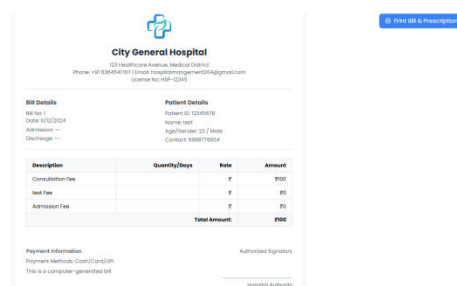 Print Bill & Prescription
City General Hospital
123 Healthcare Avenue, Medical District
Phone: +91 6364541787 | Email: hospitalmangement204@gmail.com
License No: HSP-12345
Bill Details
Bill No: 1
Date: 6/12/2024
Admission: --
Discharge: --
Patient Details
Patient ID: 12345678
Name: test
Age/Gender: 22 / Male
Contact: 9668776654
Description Quantity/Days Rate Amount
Consultation Fee ₹ ₹100
test Fee ₹ ₹0
Admission Fee ₹ ₹0
Total Amount: ₹100
Payment Information
Payment Methods: Cash/Card/UPI
This is a computer-generated bill
Authorized Signatory
Hospital Authority